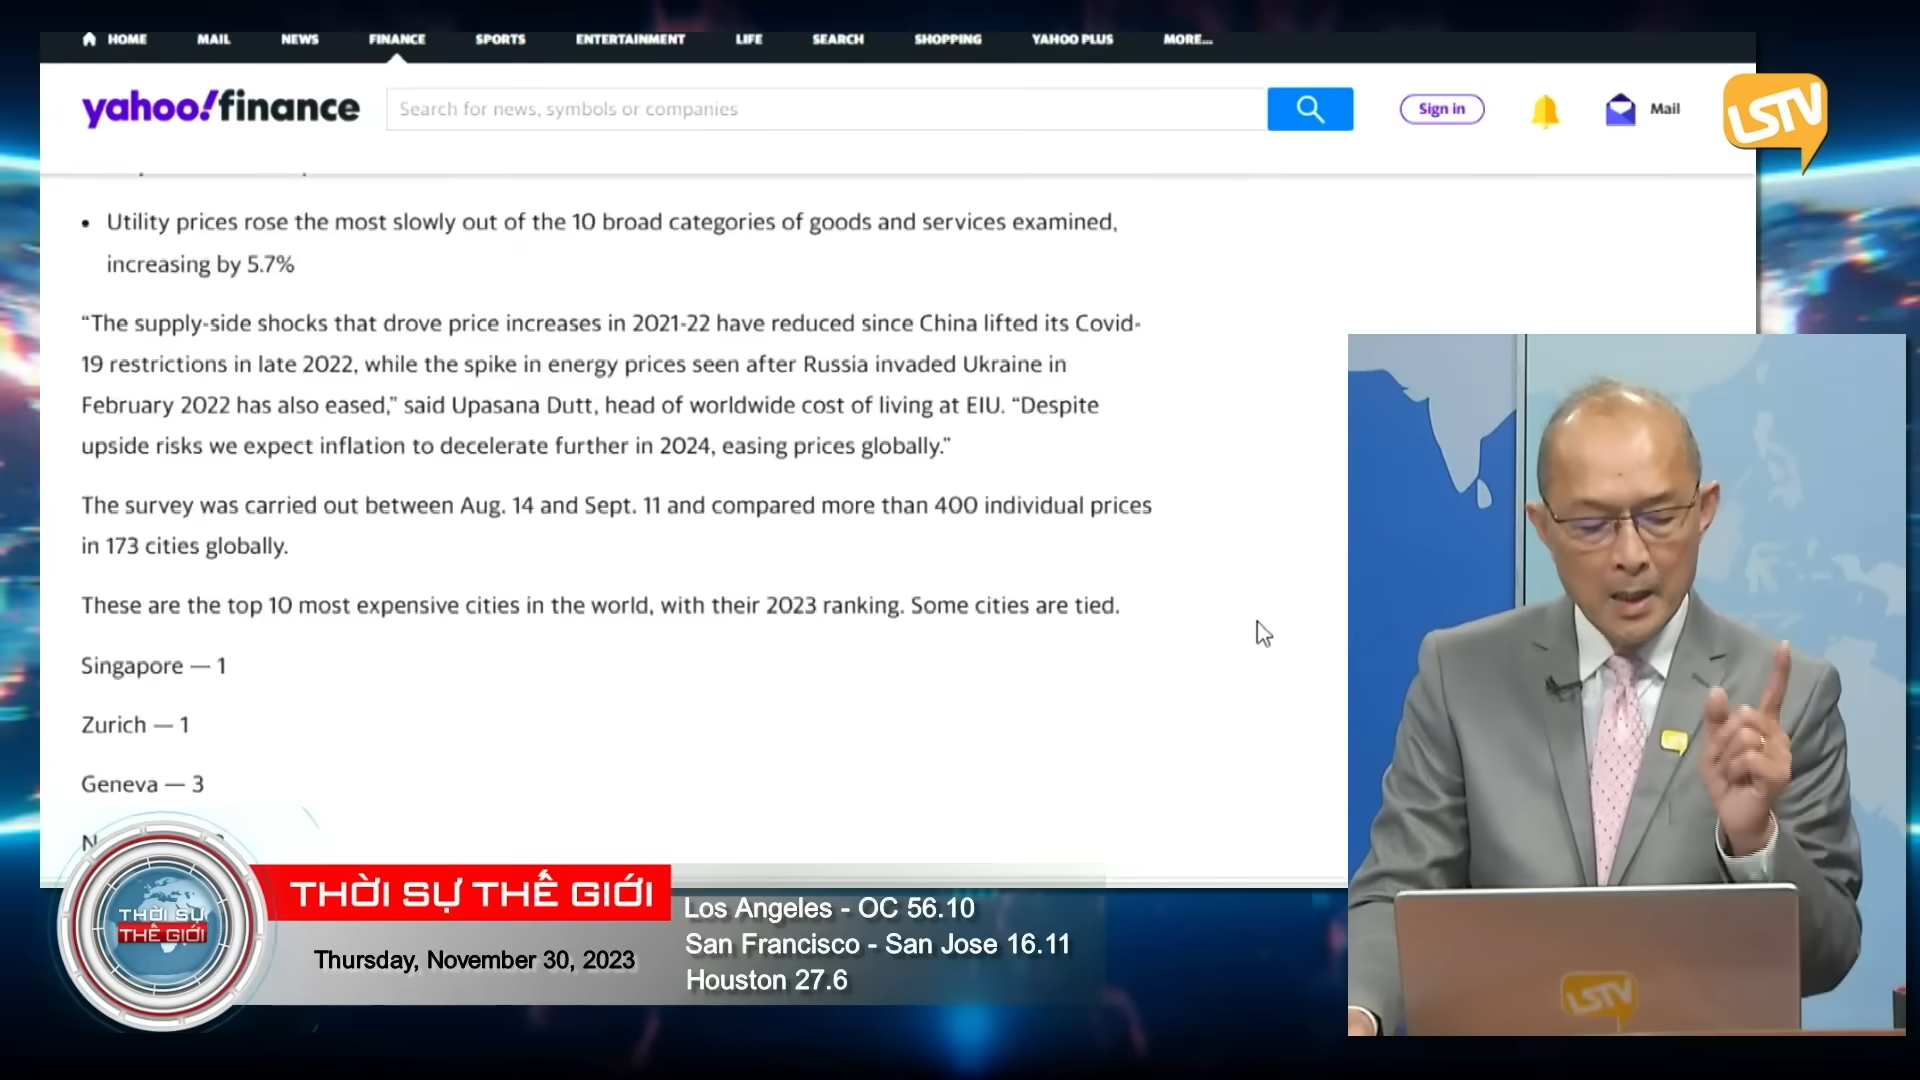 HOME MAIL NEWS FINANCE SPORTS ENTERTAINMENT LIFE SEARCH SHOPPING YAHOO PLUS MORE...
yahoo!finance
Search for news, symbols or companies
Sign in
Mail
LSTV
• Utility prices rose the most slowly out of the 10 broad categories of goods and services examined,
increasing by 5.7%
“The supply-side shocks that drove price increases in 2021-22 have reduced since China lifted its Covid-
19 restrictions in late 2022, while the spike in energy prices seen after Russia invaded Ukraine in
February 2022 has also eased,” said Upasana Dutt, head of worldwide cost of living at EIU. “Despite
upside risks we expect inflation to decelerate further in 2024, easing prices globally.”
The survey was carried out between Aug. 14 and Sept. 11 and compared more than 400 individual prices
in 173 cities globally.
These are the top 10 most expensive cities in the world, with their 2023 ranking. Some cities are tied.
Singapore — 1
Zurich — 1
Geneva — 3
THỜI SỰ
THẾ GIỚI
THỜI SỰ THẾ GIỚI
Thursday, November 30, 2023
Los Angeles - OC 56.10
San Francisco - San Jose 16.11
Houston 27.6
LSTV